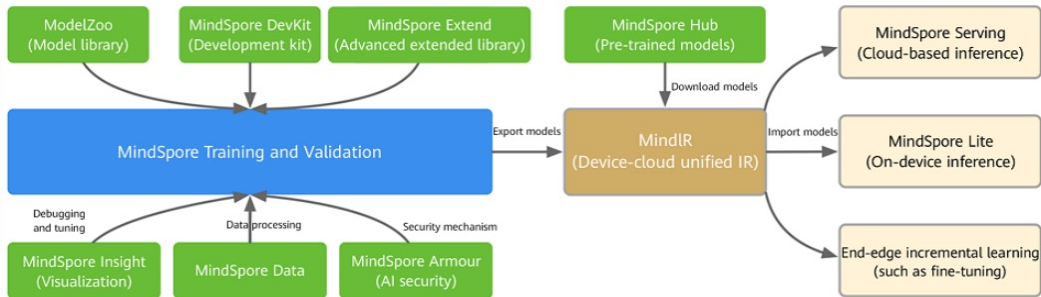 ModelZoo
(Model library)
MindSpore DevKit
(Development kit)
MindSpore Extend
(Advanced extended library)
MindSpore Hub
(Pre-trained models)
MindSpore Serving
(Cloud-based inference)
Download models
MindSpore Training and Validation
Export models
MindIR
(Device-cloud unified IR)
Import models
MindSpore Lite
(On-device inference)
Debugging
and tuning
Data processing
Security mechanism
MindSpore Insight
(Visualization)
MindSpore Data
MindSpore Armour
(AI security)
End-edge incremental learning
(such as fine-tuning)